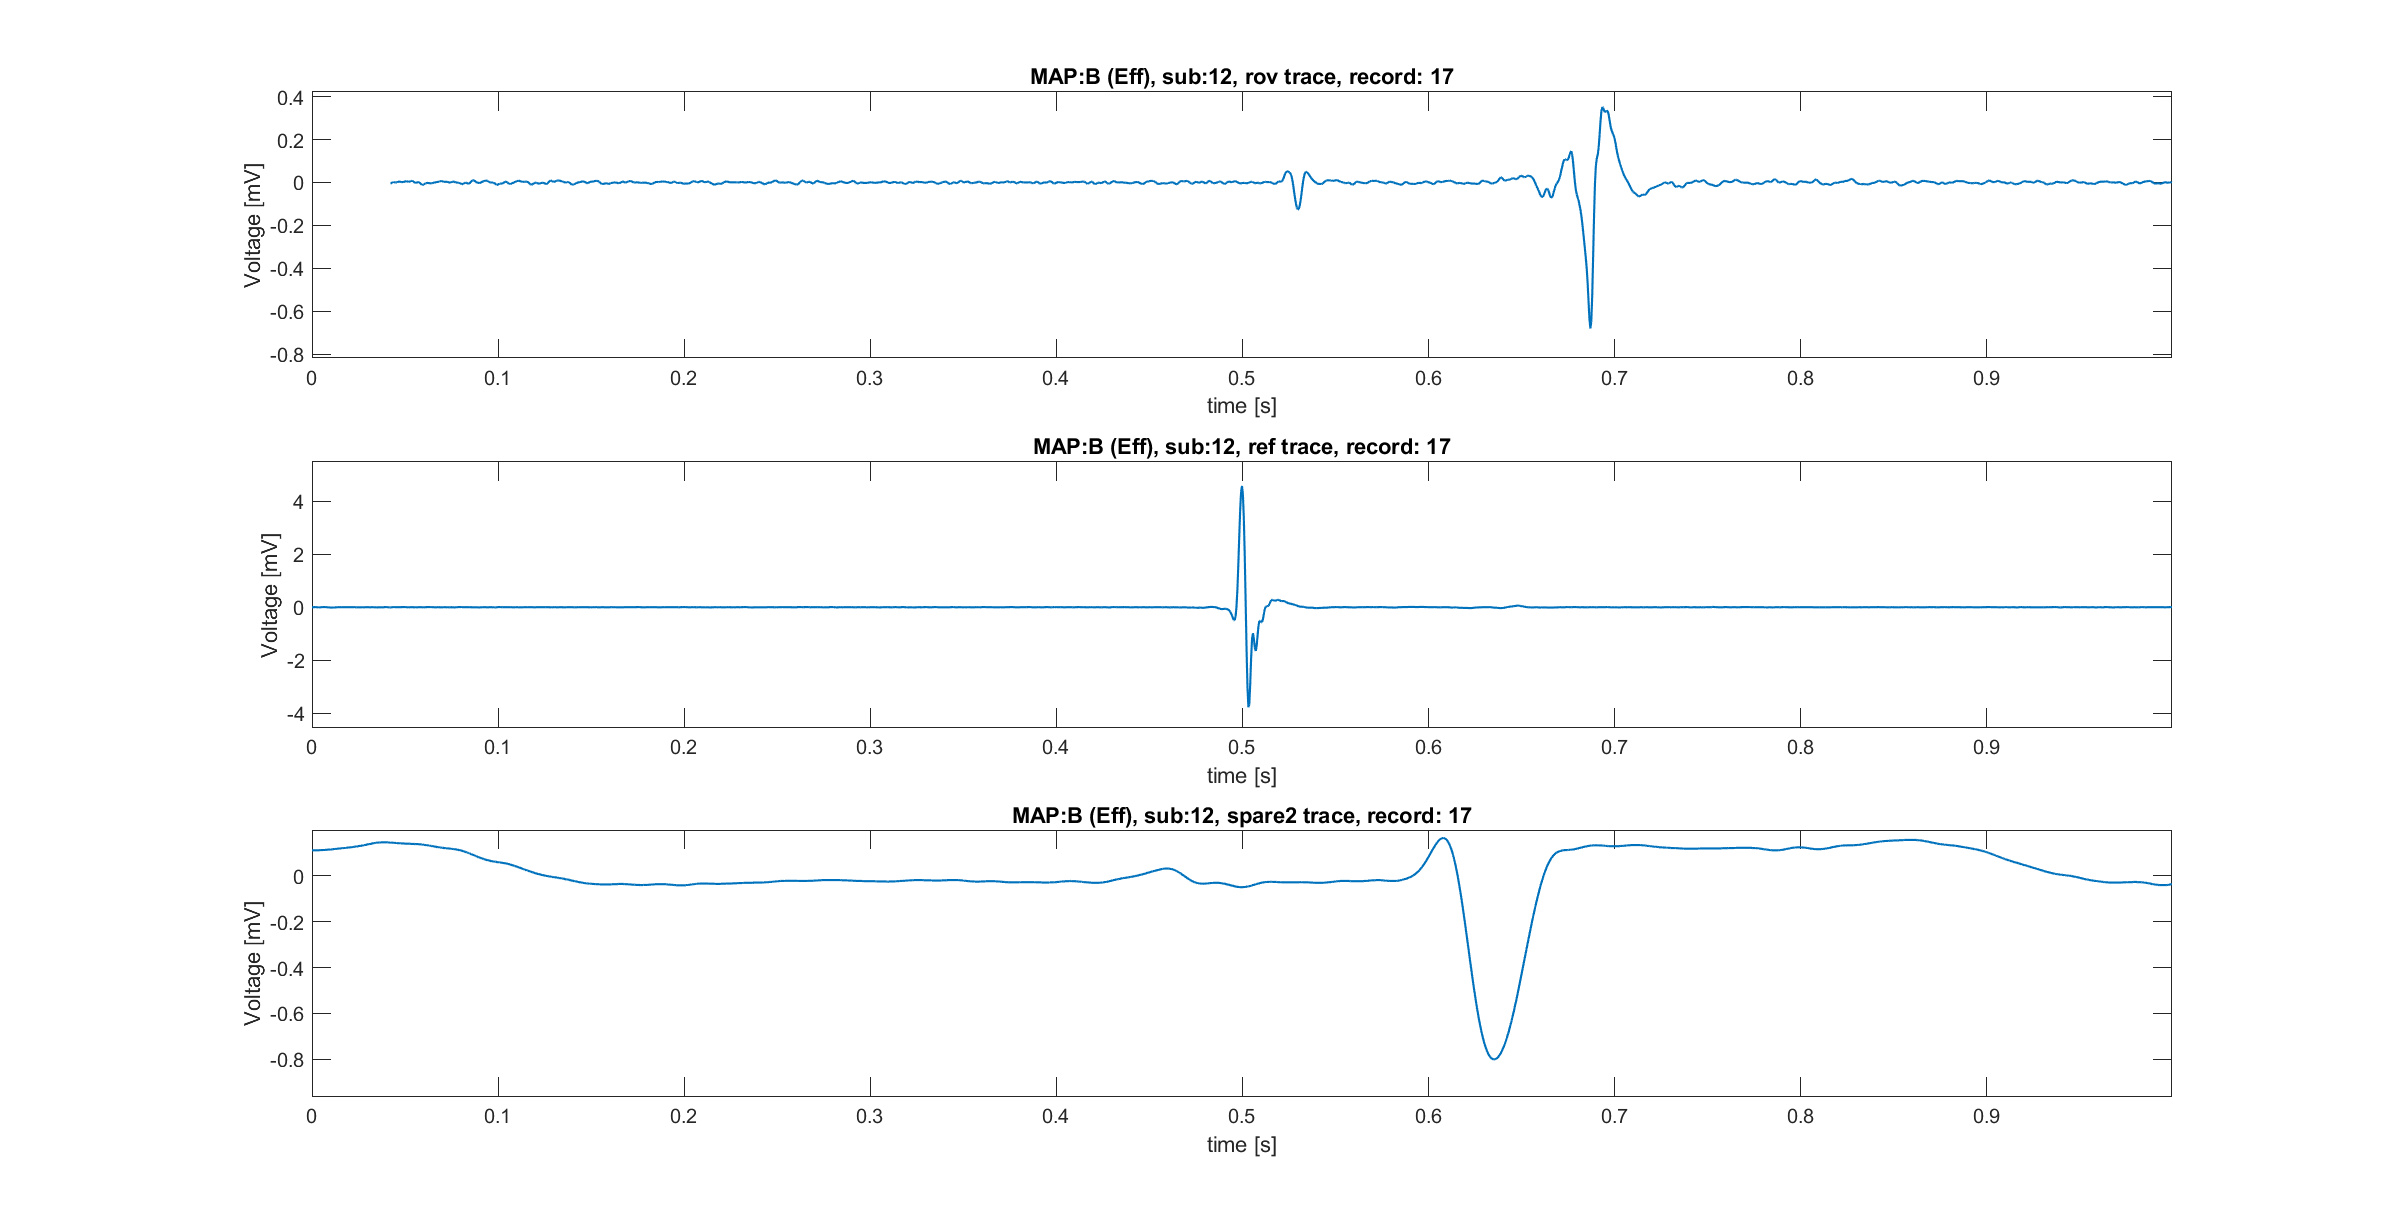 MAP:B (Eff), sub:12, rov trace, record: 17
0.4
0.2
0
-0.2
-0.4
-0.6
-0.8
Voltage [mV]
0 0.1 0.2 0.3 0.4 0.5 0.6 0.7 0.8 0.9
time [s]
MAP:B (Eff), sub:12, ref trace, record: 17
4
2
0
-2
-4
Voltage [mV]
0 0.1 0.2 0.3 0.4 0.5 0.6 0.7 0.8 0.9
time [s]
MAP:B (Eff), sub:12, spare2 trace, record: 17
0
-0.2
-0.4
-0.6
-0.8
Voltage [mV]
0 0.1 0.2 0.3 0.4 0.5 0.6 0.7 0.8 0.9
time [s]